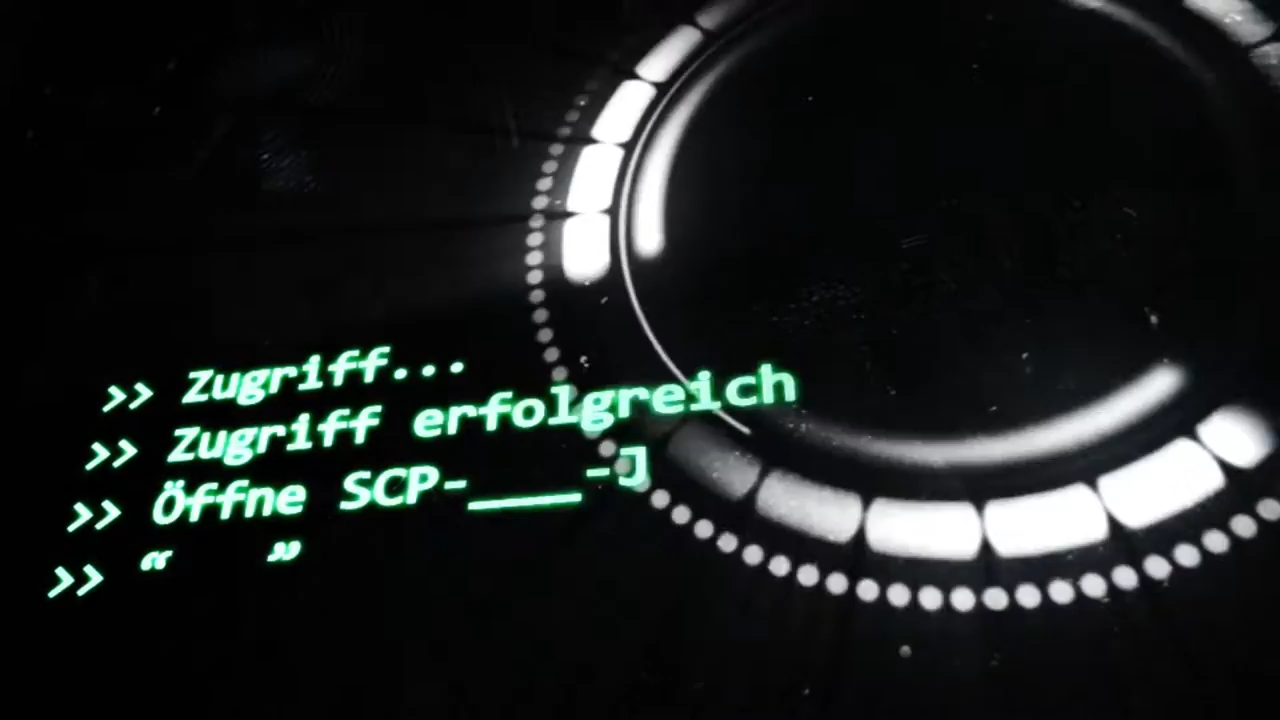 >> Zugriff...
>> Zugriff erfolgreich
>> Öffne SCP-____-J
>> “    ”